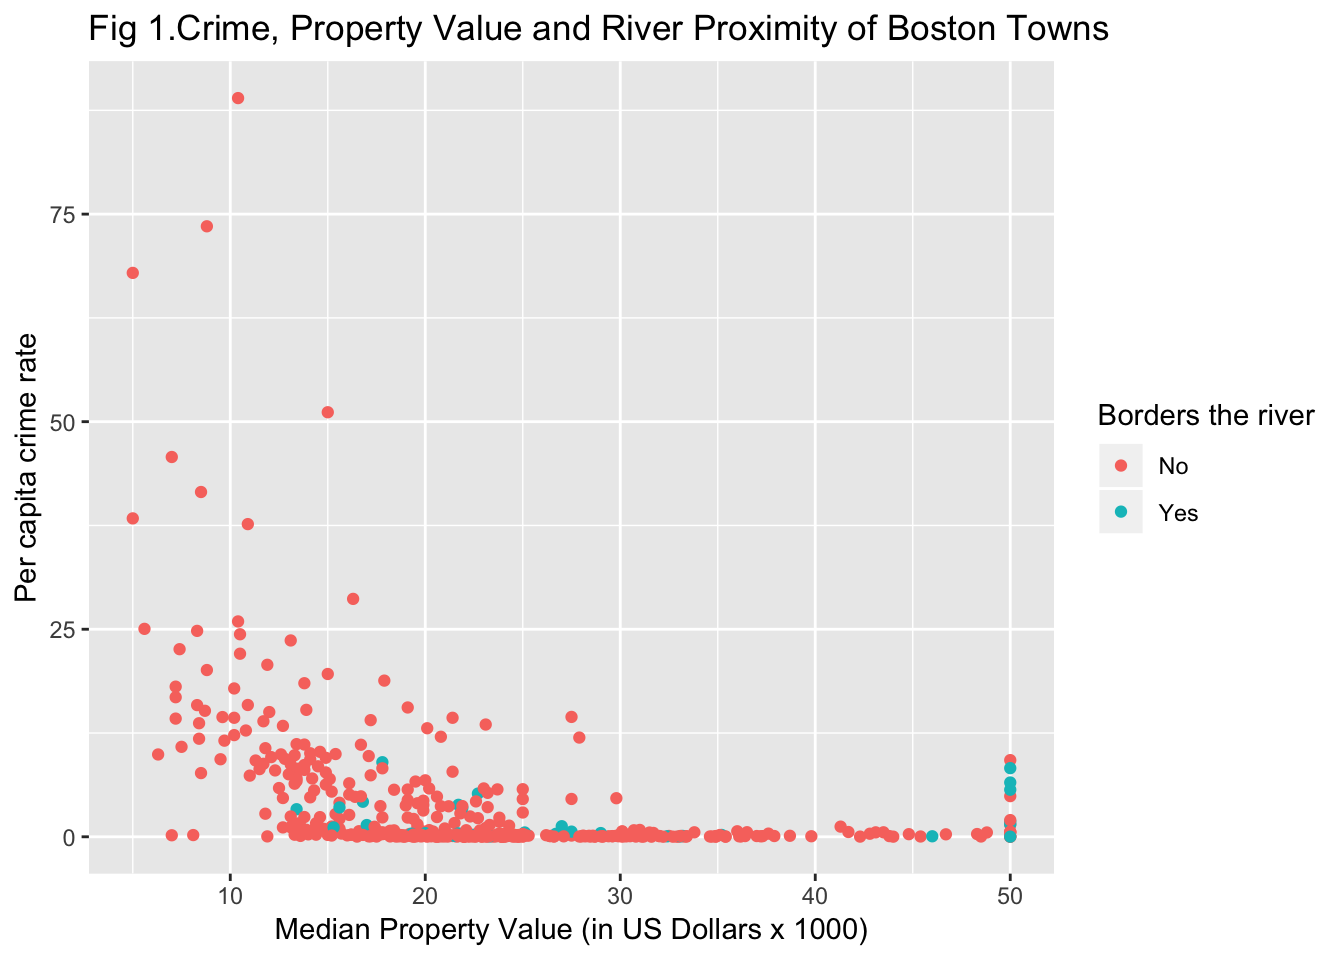 Fig 1.Crime, Property Value and River Proximity of Boston Towns
Per capita crime rate
75
50
25
0
10 20 30 40 50
Median Property Value (in US Dollars x 1000)
Borders the river
No
Yes